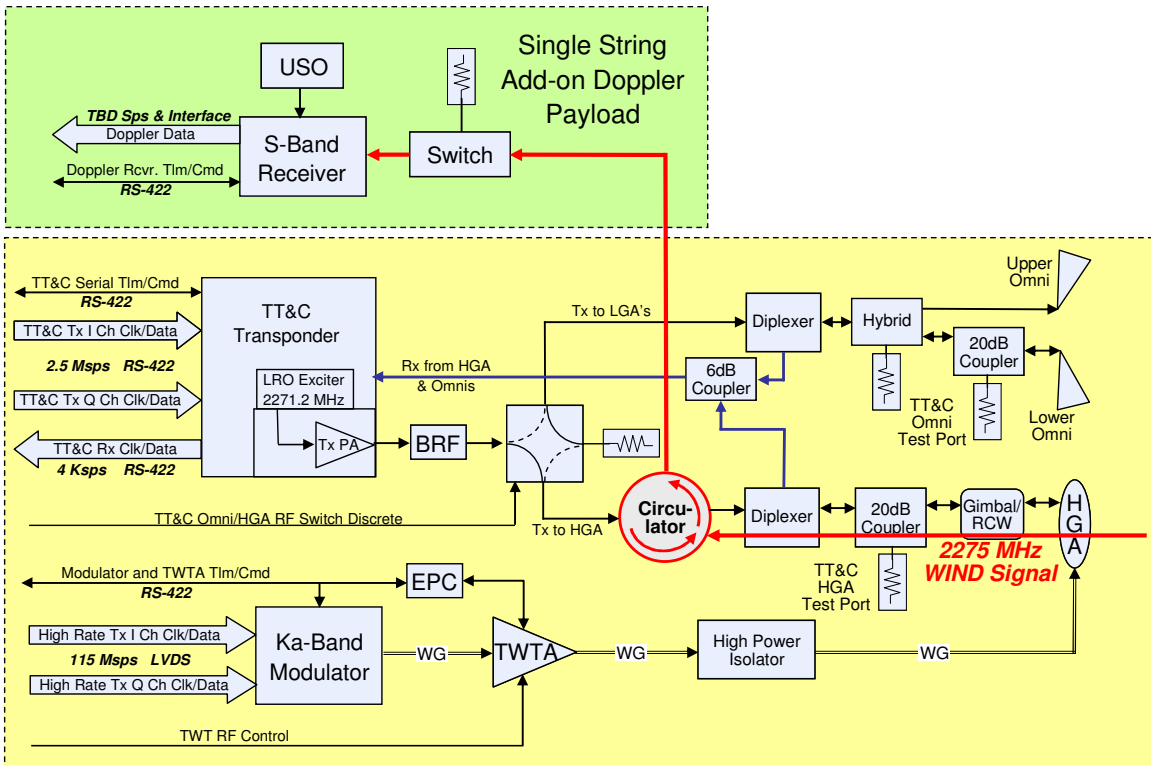 Single String
Add-on Doppler
Payload
USO
TBD Sps & Interface
Doppler Data
S-Band
Receiver
Switch
Doppler Rcvr. Tlm/Cmd
RS-422
TT&C Serial Tlm/Cmd
RS-422
TT&C
Transponder
TT&C Tx I Ch Clk/Data
2.5 Msps RS-422
TT&C Tx Q Ch Clk/Data
TT&C Rx Clk/Data
4 Ksps RS-422
LRO Exciter
2271.2 MHz
Tx PA
BRF
Rx from HGA
& Omnis
Tx to LGA's
Diplexer
Hybrid
Upper
Omni
6dB
Coupler
20dB
Coupler
TT&C
Omni
Test Port
Lower
Omni
TT&C Omni/HGA RF Switch Discrete
Tx to HGA
Circu-
lator
Diplexer
20dB
Coupler
Gimbal/
RCW
H
G
A
2275 MHz
WIND Signal
TT&C
HGA
Test Port
Modulator and TWTA Tlm/Cmd
RS-422
EPC
High Rate Tx I Ch Clk/Data
115 Msps LVDS
High Rate Tx Q Ch Clk/Data
Ka-Band
Modulator
WG
TWTA
WG
High Power
Isolator
WG
TWT RF Control